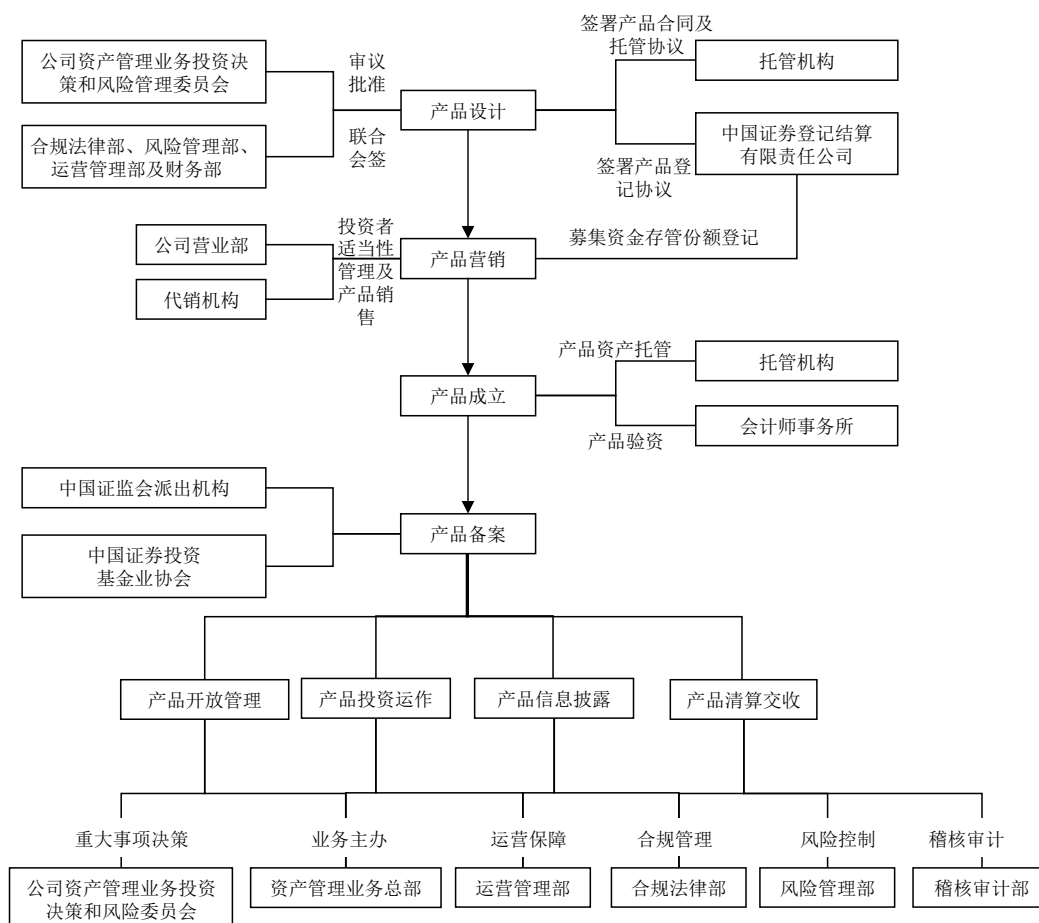 签署产品合同及
托管协议
公司资产管理业务投资决
策和风险管理委员会
审议
批准
托管机构
产品设计
合规法律部、风险管理部、
运营管理部及财务部
联合
会签
中国证券登记结算
有限责任公司
签署产品登
记协议
投资者
适当性
管理及
产品销
售
公司营业部
产品营销
募集资金存管份额登记
代销机构
产品资产托管
托管机构
产品成立
会计师事务所
产品验资
中国证监会派出机构
产品备案
中国证券投资
基金业协会
产品开放管理
产品投资运作
产品信息披露
产品清算交收
重大事项决策
业务主办
运营保障
合规管理
风险控制
稽核审计
公司资产管理业务投资
决策和风险委员会
资产管理业务总部
运营管理部
合规法律部
风险管理部
稽核审计部